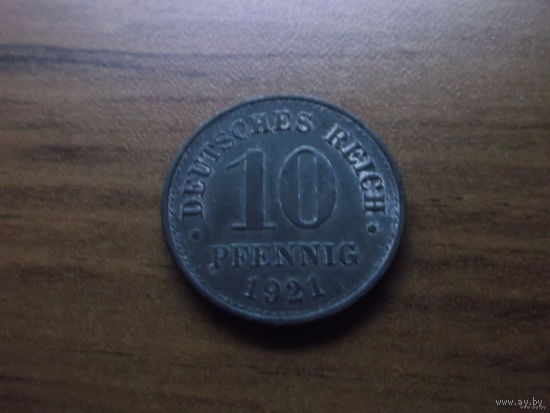 · DEUTSCHES REICH ·
10
PFENNIG
1921
www.ay.by